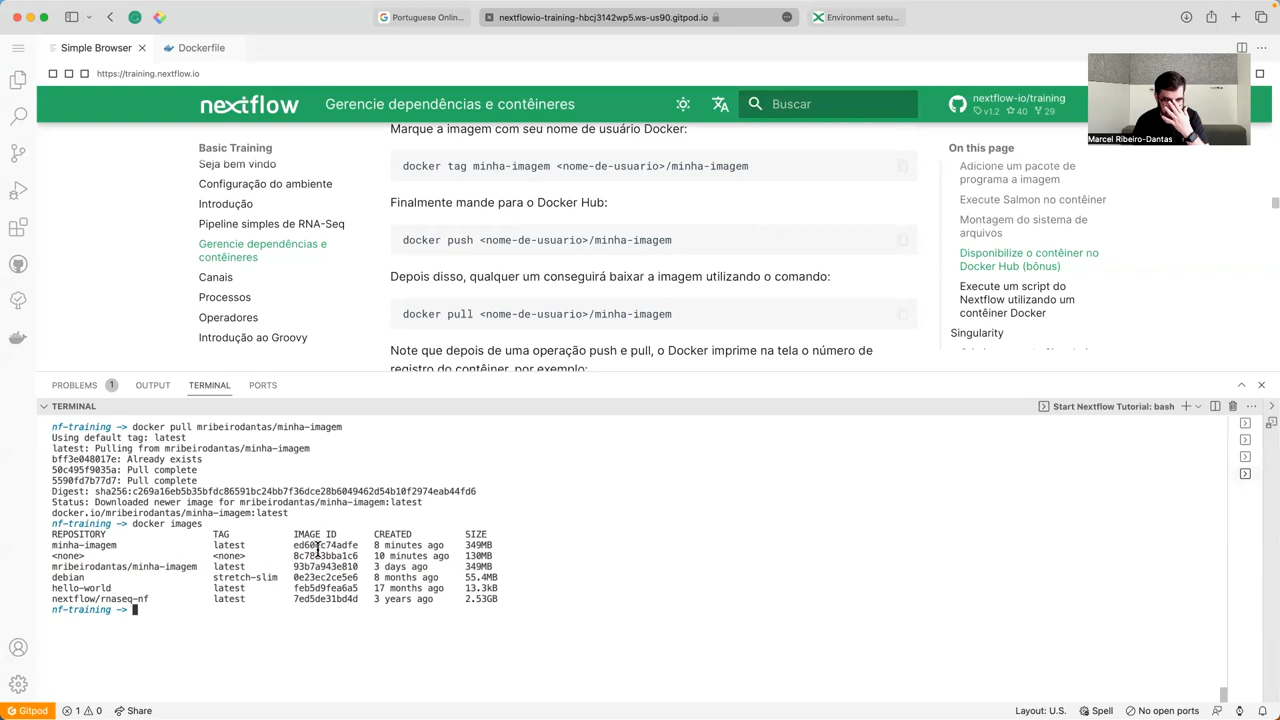 Portuguese Onlin...
nextflowio-training-hbcj3142wp5.ws-us90.gitpod.io
Environment setu...
Simple Browser
Dockerfile
https://training.nextflow.io
nextflow
Gerencie dependências e contêineres
Buscar
nextflow-io/training
v1.2 40 29
Marcel Ribeiro-Dantas
Basic Training
Seja bem vindo
Configuração do ambiente
Introdução
Pipeline simples de RNA-Seq
Gerencie dependências e
contêineres
Canais
Processos
Operadores
Introdução ao Groovy
Marque a imagem com seu nome de usuário Docker:
docker tag minha-imagem <nome-de-usuario>/minha-imagem
Finalmente mande para o Docker Hub:
docker push <nome-de-usuario>/minha-imagem
Depois disso, qualquer um conseguirá baixar a imagem utilizando o comando:
docker pull <nome-de-usuario>/minha-imagem
Note que depois de uma operação push e pull, o Docker imprime na tela o número de
registro do contêiner, por exemplo:
On this page
Adicione um pacote de
programa a imagem
Execute Salmon no contêiner
Montagem do sistema de
arquivos
Disponibilize o contêiner no
Docker Hub (bônus)
Execute um script do
Nextflow utilizando um
contêiner Docker
Singularity
PROBLEMS 1 OUTPUT TERMINAL PORTS
TERMINAL
Start Nextflow Tutorial: bash
nf-training -> docker pull mribeirodantas/minha-imagem
Using default tag: latest
latest: Pulling from mribeirodantas/minha-imagem
bff3e048017e: Already exists
50c495f9035a: Pull complete
5590fd7b77d7: Pull complete
Digest: sha256:c269a16eb5b35bfdc86591bc24bb7f36dce28b6049462d54b10f2974eab44fd6
Status: Downloaded newer image for mribeirodantas/minha-imagem:latest
docker.io/mribeirodantas/minha-imagem:latest
nf-training -> docker images
REPOSITORY TAG IMAGE ID CREATED SIZE
minha-imagem latest 8 minutes ago 349MB
<none> <none> 10 minutes ago 130MB
mribeirodantas/minha-imagem latest 93b7a943e810 3 days ago 349MB
debian stretch-slim 0e23ec2ce5e6 8 months ago 55.4MB
hello-world latest feb5d9fea6a5 17 months ago 13.3kB
nextflow/rnaseq-nf latest 7ed5de31bd4d 3 years ago 2.53GB
nf-training ->
Gitpod 1 0 Share
Layout: U.S. Spell No open ports